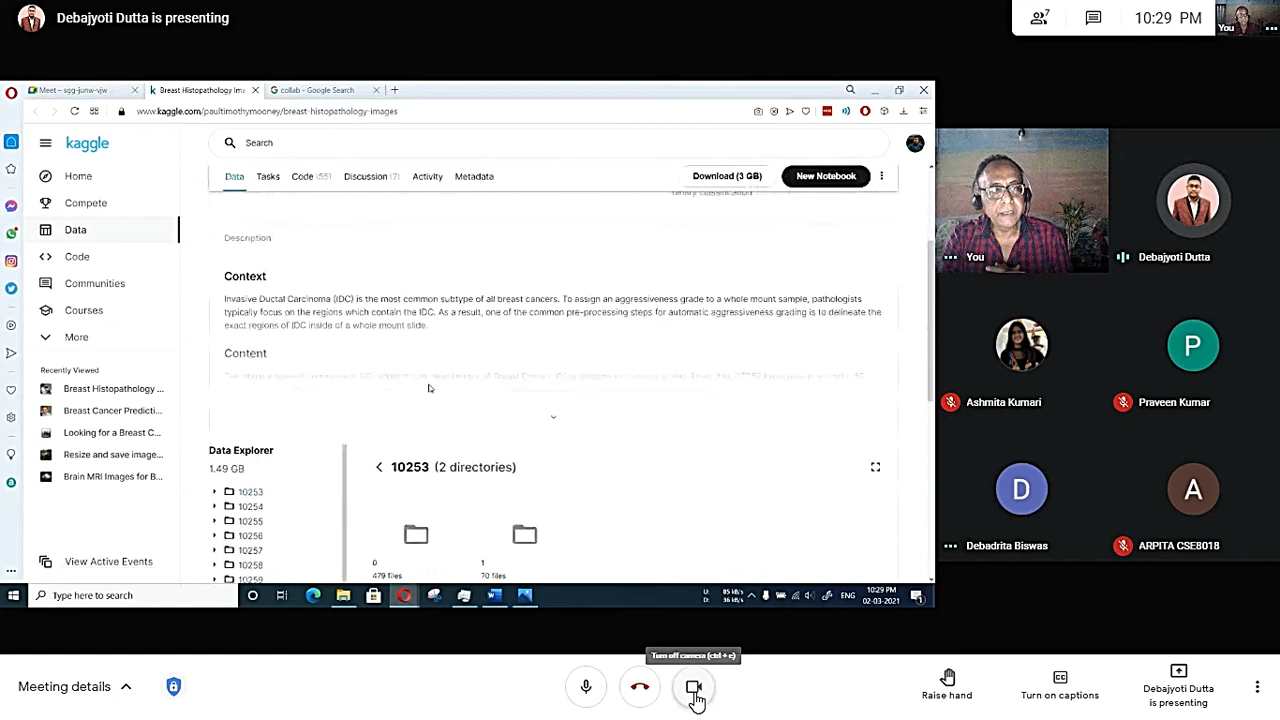 Debajyoti Dutta is presenting
7
10:29 PM
You
Meet – sgg-junw-vjw
Breast Histopathology Ima
collab - Google Search
www.kaggle.com/paultimothymooney/breast-histopathology-images
kaggle
Search
Home
Compete
Data
Code
Communities
Courses
More
Recently Viewed
Breast Histopathology ...
Breast Cancer Predicti...
Looking for a Breast C...
Resize and save image...
Brain MRI Images for B...
View Active Events
Data Tasks Code (55) Discussion (7) Activity Metadata
Download (3 GB)
New Notebook
Description
Context
Invasive Ductal Carcinoma (IDC) is the most common subtype of all breast cancers. To assign an aggressiveness grade to a whole mount sample, pathologists
typically focus on the regions which contain the IDC. As a result, one of the common pre-processing steps for automatic aggressiveness grading is to delineate the
exact regions of IDC inside of a whole mount slide.
Content
Data Explorer
1.49 GB
10253
10254
10255
10256
10257
10258
10259
10253 (2 directories)
0
479 files
1
70 files
Type here to search
U: 85 kB/s
D: 36 kB/s
ENG
10:29 PM
02-03-2021
1
You
Debajyoti Dutta
Ashmita Kumari
P
Praveen Kumar
D
Debadrita Biswas
A
ARPITA CSE8018
Turn off camera (ctrl + e)
Meeting details
Raise hand
Turn on captions
Debajyoti Dutta
is presenting